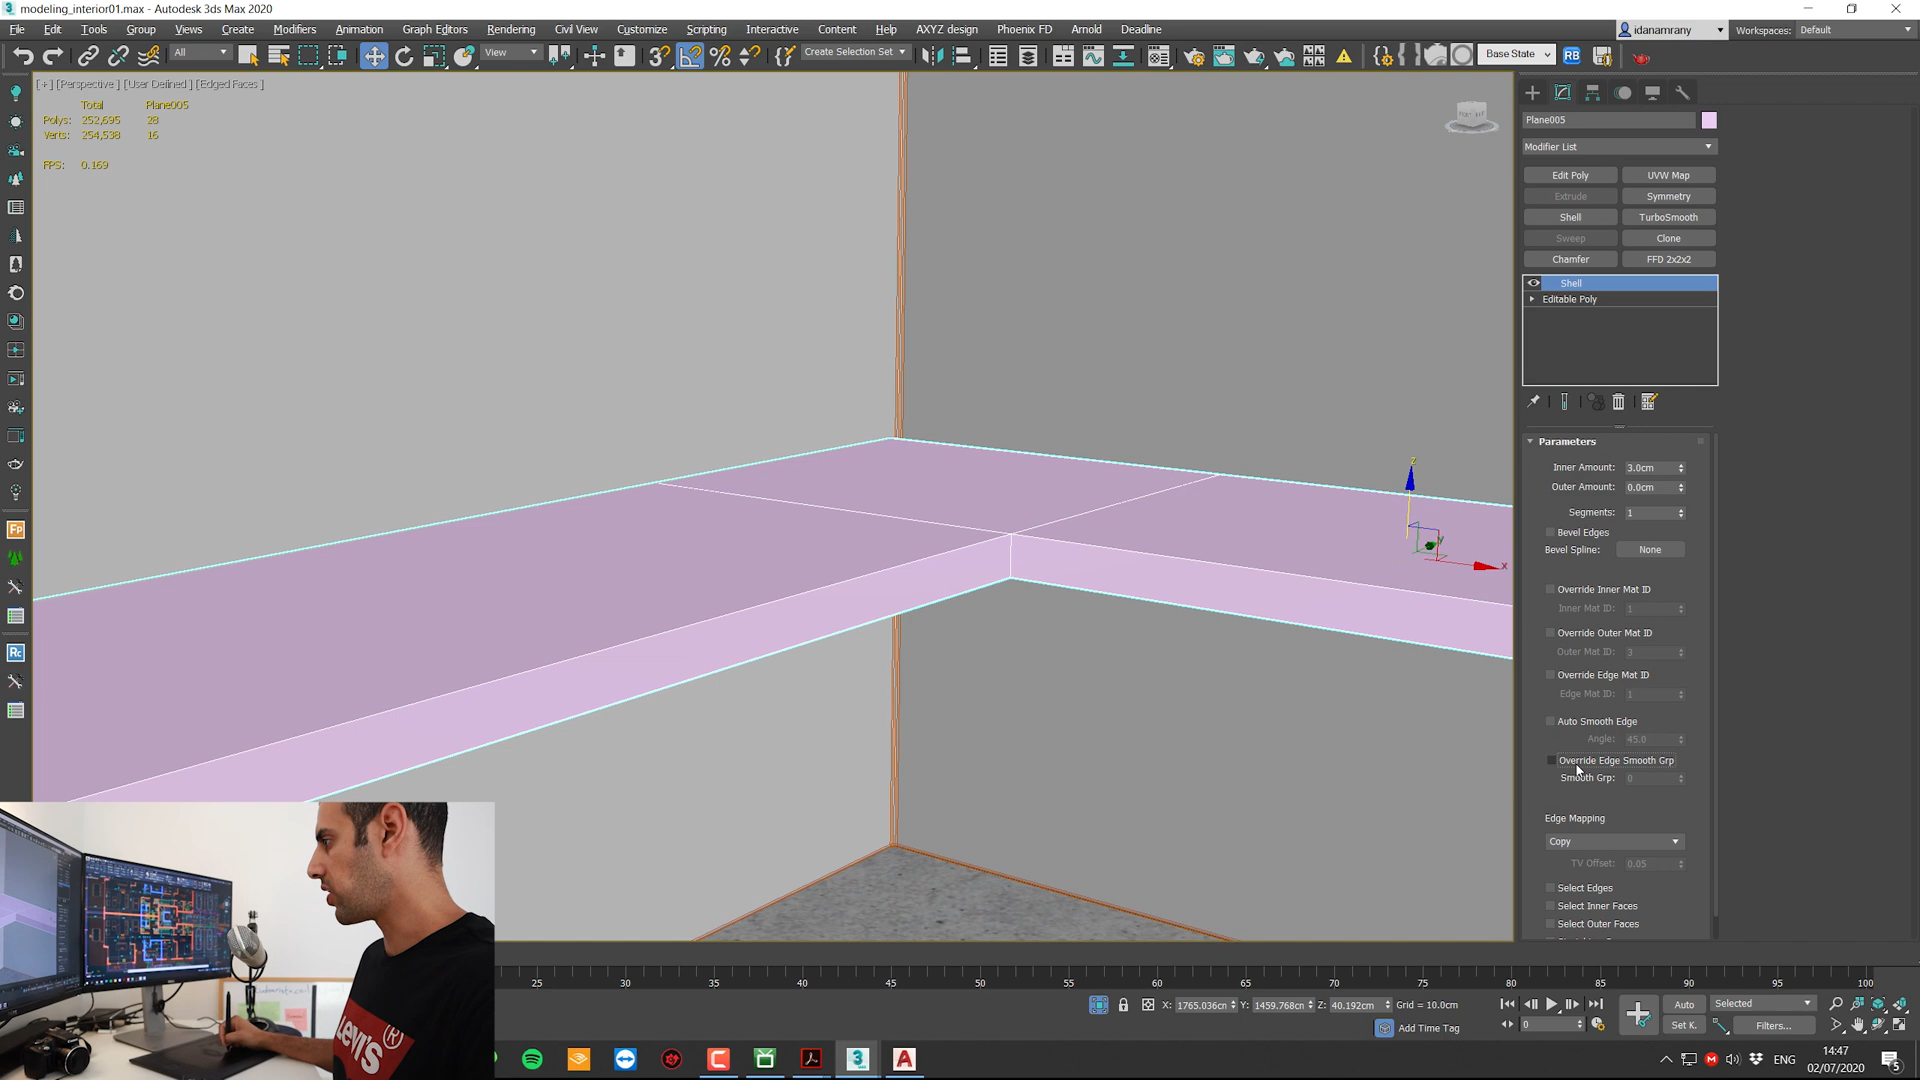 modeling_interior01.max - Autodesk 3ds Max 2020
File Edit Tools Group Views Create Modifiers Animation Graph Editors Rendering Civil View Customize Scripting Interactive Content Help AXYZ design Phoenix FD Arnold Deadline
idanamrany Workspaces: Default
All View Create Selection Set Base State RB
[ + ] [Perspective ] [User Defined ] [Edged Faces ]
Total Plane005
Polys: 252,695 28
Verts: 254,538 16
FPS: 0.169
Plane005
Modifier List
Edit Poly UVW Map
Extrude Symmetry
Shell TurboSmooth
Sweep Clone
Chamfer FFD 2x2x2
Shell
Editable Poly
Parameters
Inner Amount: 3.0cm
Outer Amount: 0.0cm
Segments: 1
Bevel Edges
Bevel Spline: None
Override Inner Mat ID
Inner Mat ID: 1
Override Outer Mat ID
Outer Mat ID: 3
Override Edge Mat ID
Edge Mat ID: 1
Auto Smooth Edge
Angle: 45.0
Override Edge Smooth Grp
Smooth Grp: 0
Edge Mapping
Copy
TV Offset: 0.05
Select Edges
Select Inner Faces
Select Outer Faces
z
y
x
Fp
Rc
Levi's ®
25 30 35 40 45 50 55 60 65 70 75 80 85 90 95 100
X: 1765.036cm Y: 1459.768cm Z: 40.192cm Grid = 10.0cm
Add Time Tag
0
Auto Selected
Set K. Filters...
ENG
14:47
02/07/2020
5